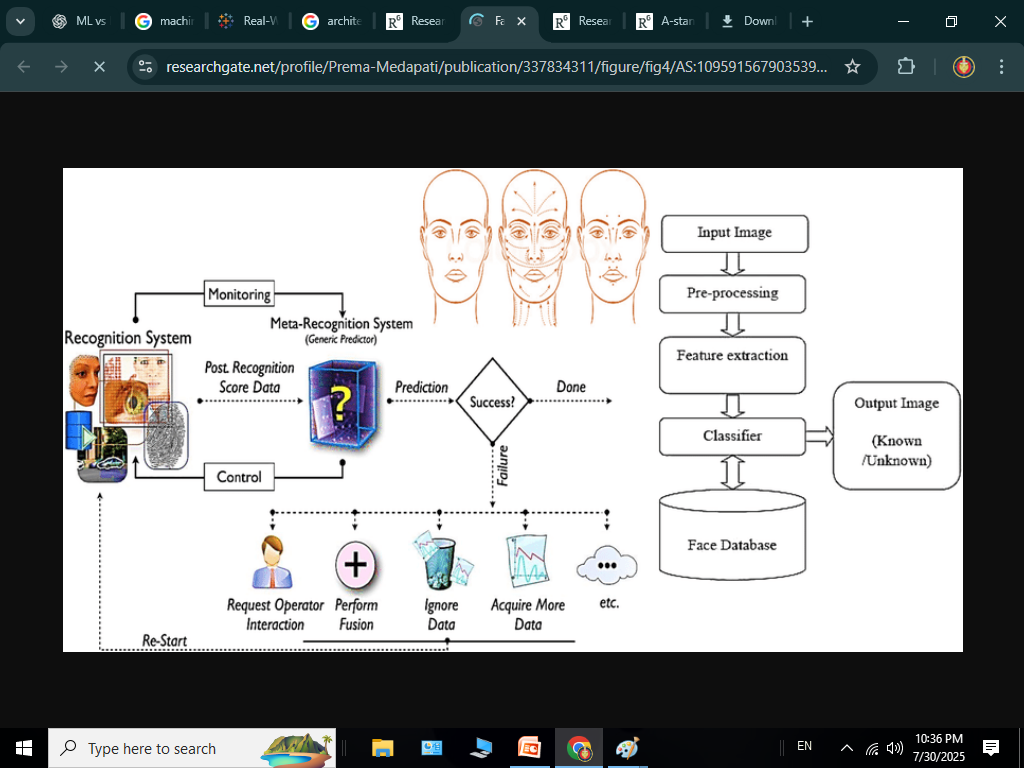 ML vs
machi
Real-W
archite
Resear
Fa
Resear
A-star
Downl
researchgate.net/profile/Prema-Medapati/publication/337834311/figure/fig4/AS:109591567903539...
Monitoring
Recognition System
Meta-Recognition System
(Generic Predictor)
Post. Recognition
Score Data
?
Prediction
Success?
Done
Failure
Control
Request Operator
Interaction
Perform
Fusion
Ignore
Data
Acquire More
Data
etc.
Re-Start
Input Image
Pre-processing
Feature extraction
Classifier
Output Image
(Known
/Unknown)
Face Database
Type here to search
EN
10:36 PM
7/30/2025